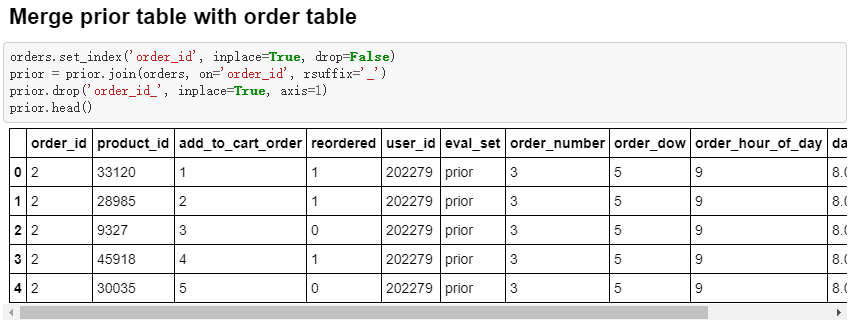 Merge prior table with order table
orders.set_index('order_id', inplace=True, drop=False)
prior = prior.join(orders, on='order_id', rsuffix='_')
prior.drop('order_id_', inplace=True, axis=1)
prior.head()
order_id product_id add_to_cart_order reordered user_id eval_set order_number order_dow order_hour_of_day da
0 2 33120 1 1 202279 prior 3 5 9 8.0
1 2 28985 2 1 202279 prior 3 5 9 8.0
2 2 9327 3 0 202279 prior 3 5 9 8.0
3 2 45918 4 1 202279 prior 3 5 9 8.0
4 2 30035 5 0 202279 prior 3 5 9 8.0